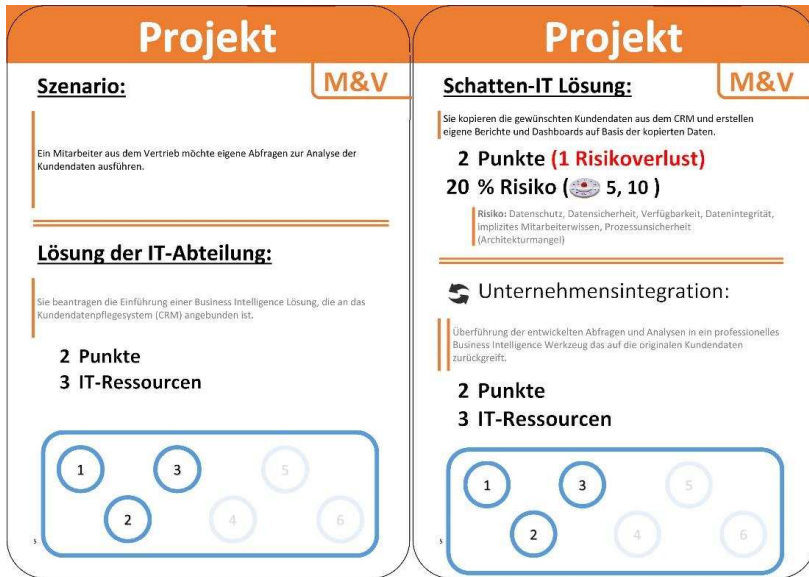 Projekt
M&V
Szenario:
Ein Mitarbeiter aus dem Vertrieb möchte eigene Abfragen zur Analyse der
Kundendaten ausführen.
Lösung der IT-Abteilung:
Sie beantragen die Einführung einer Business Intelligence Lösung, die an das
Kundendatenpflegesystem (CRM) angebunden ist.
2 Punkte
3 IT-Ressourcen
1
3
5
2
4
6
5
Projekt
M&V
Schatten-IT Lösung:
Sie kopieren die gewünschten Kundendaten aus dem CRM und erstellen
eigene Berichte und Dashboards auf Basis der kopierten Daten.
2 Punkte (1 Risikoverlust)
20 % Risiko ( 5, 10 )
Risiko: Datenschutz, Datensicherheit, Verfügbarkeit, Datenintegrität,
implizites Mitarbeiterwissen, Prozessunsicherheit
(Architekturmangel)
Unternehmensintegration:
Überführung der entwickelten Abfragen und Analysen in ein professionelles
Business Intelligence Werkzeug das auf die originalen Kundendaten
zurückgreift.
2 Punkte
3 IT-Ressourcen
1
3
5
2
4
6
5